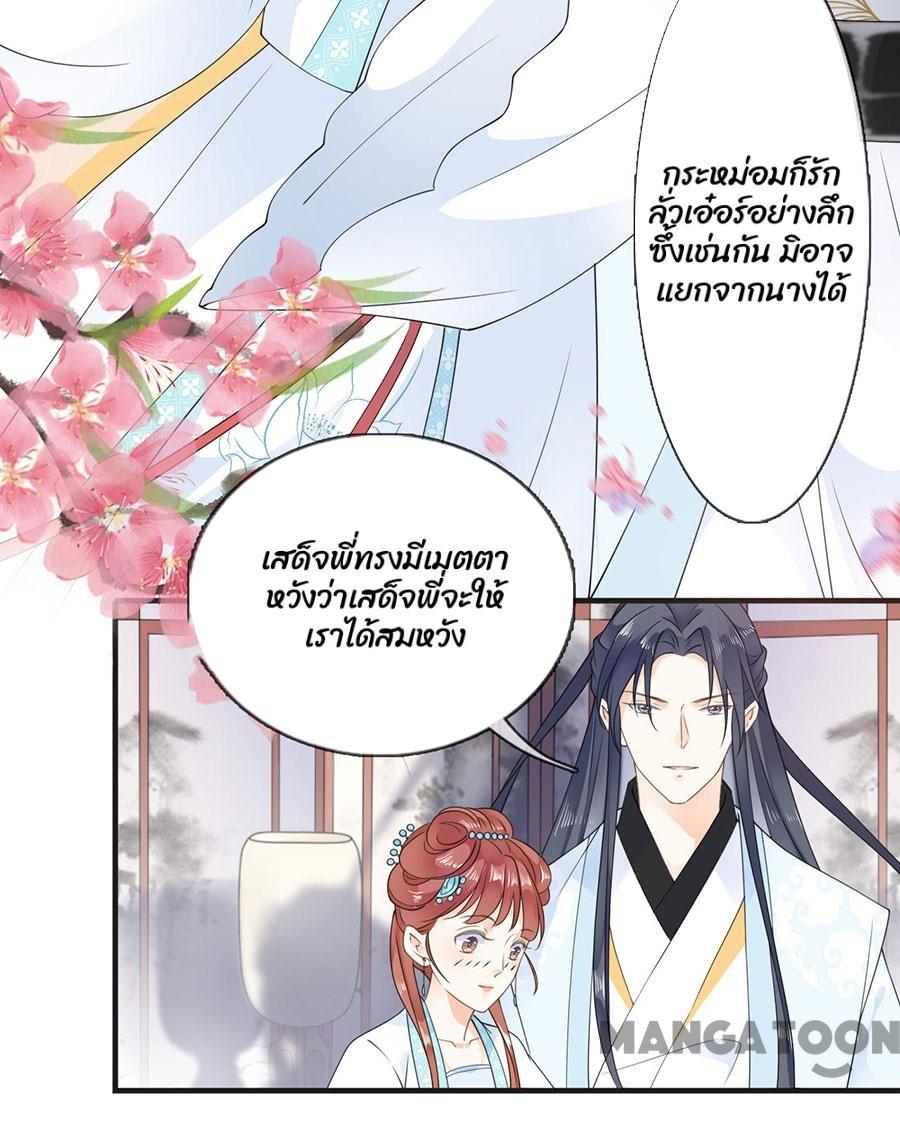 กระหม่อมก็รัก
ลั่วเอ๋อร์อย่างลึก
ซึ้งเช่นกัน มิอาจ
แยกจากนางได้
เสด็จพี่ทรงมีเมตตา
หวังว่าเสด็จพี่จะให้
เราได้สมหวัง
MANGATOON